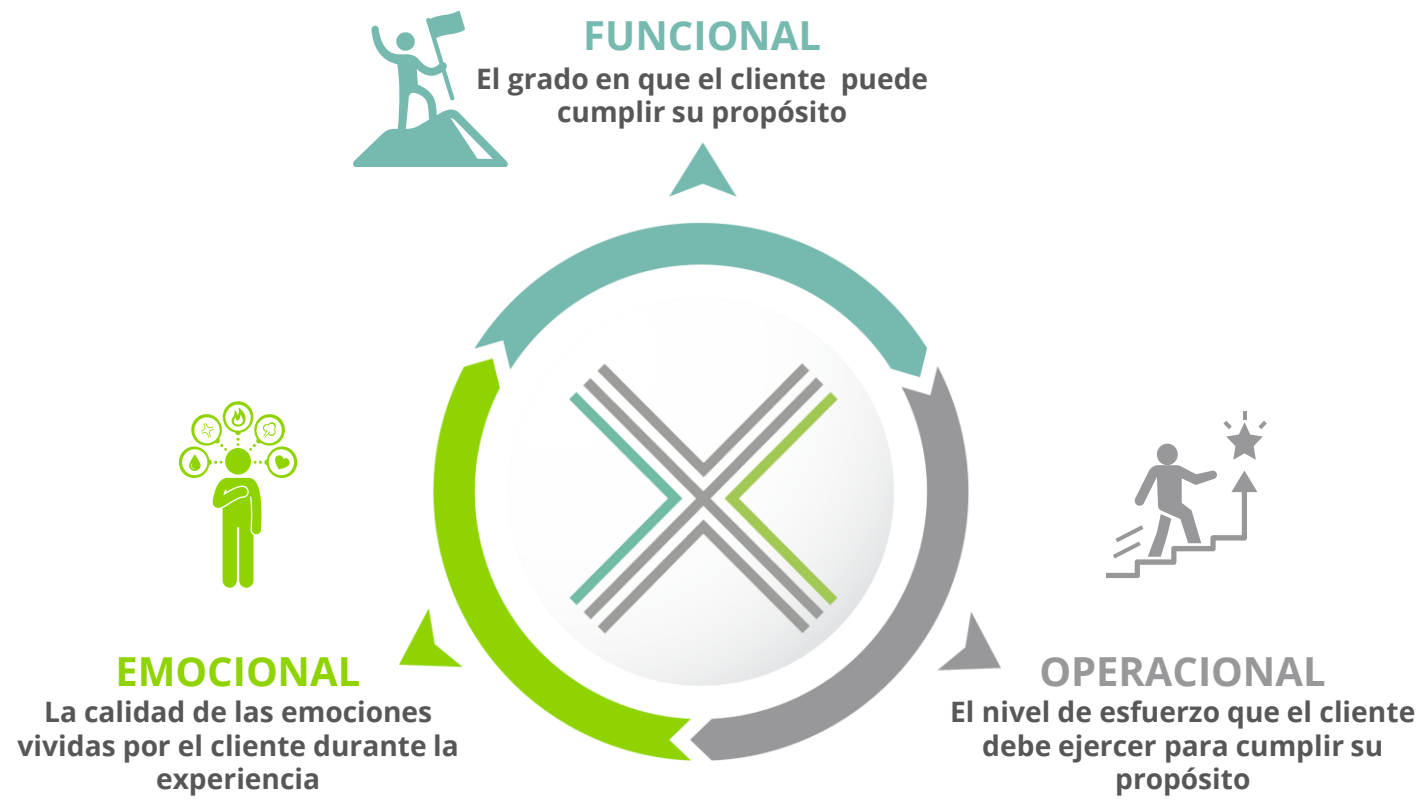 FUNCIONAL
El grado en que el cliente puede
cumplir su propósito
EMOCIONAL
La calidad de las emociones
vividas por el cliente durante la
experiencia
OPERACIONAL
El nivel de esfuerzo que el cliente
debe ejercer para cumplir su
propósito